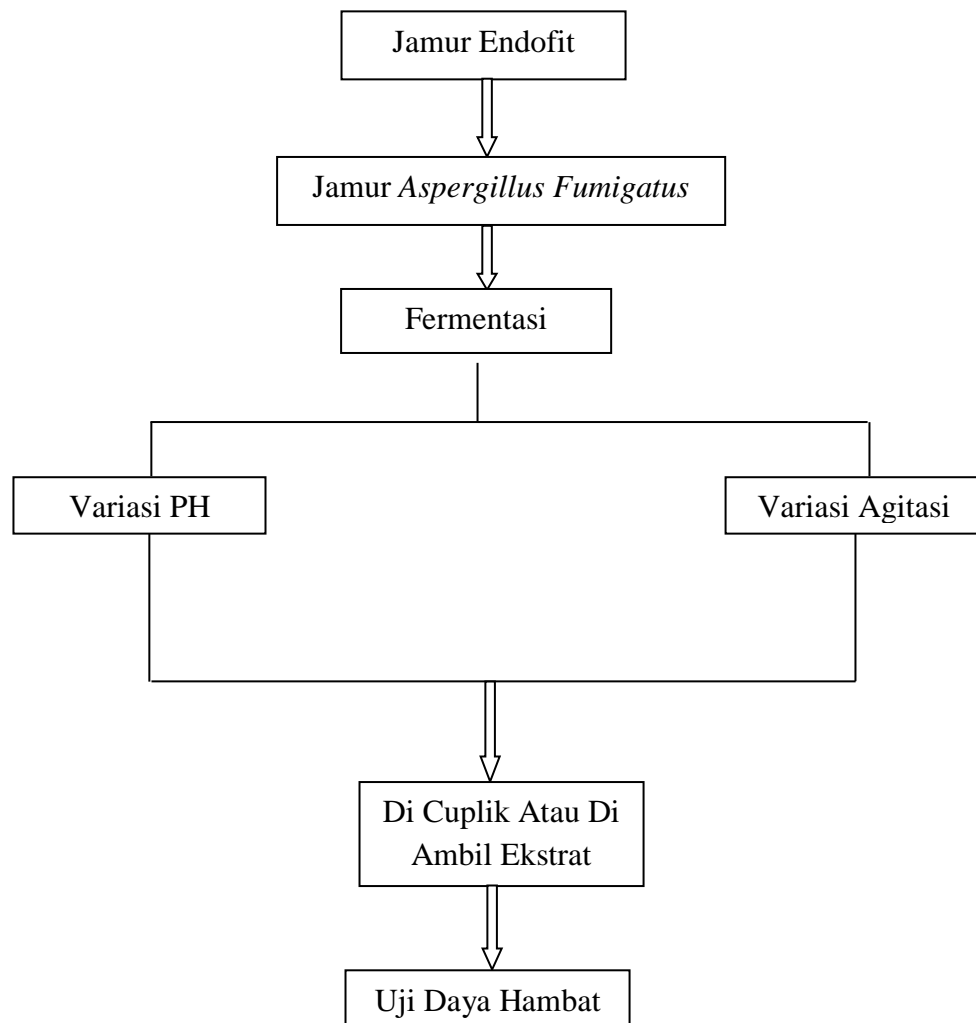 Jamur Endofit
Jamur Aspergillus Fumigatus
Fermentasi
Variasi PH
Variasi Agitasi
Di Cuplik Atau Di
Ambil Ekstrat
Uji Daya Hambat